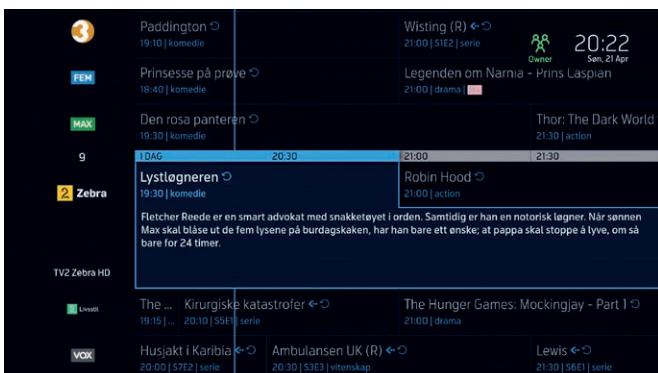 3
Paddington
19:10 | komedie
Wisting (R)
21:00 | S1E2 | serie
Owner
20:22
Søn, 21 Apr
FEM
Prinsesse på prøve
18:40 | komedie
Legenden om Narnia - Prins Caspian
21:00 | drama |
MAX
Den rosa panteren
19:30 | komedie
Thor: The Dark World
21:30 | action
9
I DAG 20:30 21:00 21:30
2 Zebra
Lystløgneren
19:30 | komedie
Robin Hood
21:00 | action
Fletcher Reede er en smart advokat med snakketøyet i orden. Samtidig er han en notorisk løgner. Når sønnen
Max skal blåse ut de fem lysene på burdagskaken, har han bare ett ønske; at pappa skal stoppe å lyve, om så
bare for 24 timer.
TV2 Zebra HD
Livsstil
The ...
19:15 | ...
Kirurgiske katastrofer
20:10 | S5E1 | serie
The Hunger Games: Mockingjay - Part 1
21:00 | drama
VOX
Husjakt i Karibia
20:00 | S7E2 | serie
Ambulansen UK (R)
20:30 | S3E3 | vitenskap
Lewis
21:30 | S6E1 | serie